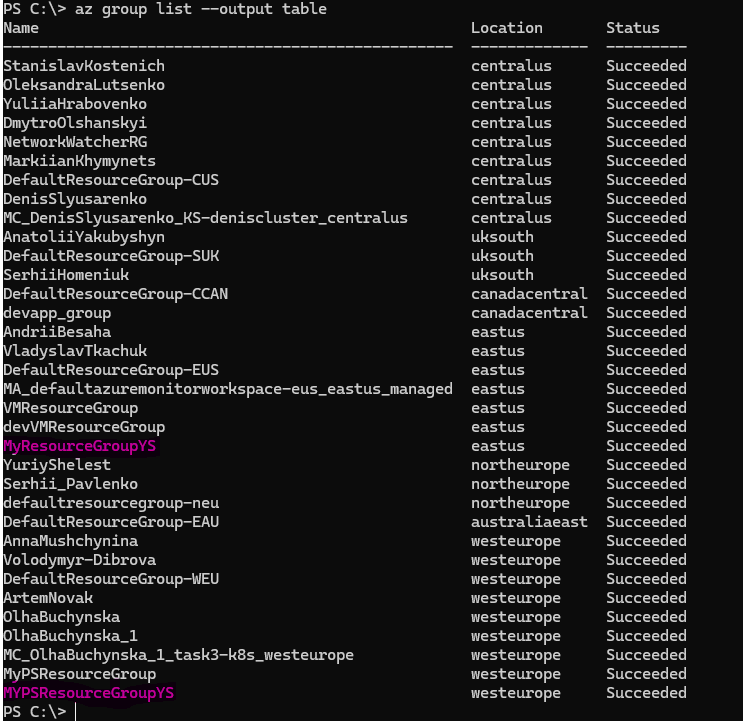 PS C:\> az group list --output table
Name                                                Location       Status
--------------------------------------------------  -------------  ---------
StanislavKostenich                                  centralus      Succeeded
OleksandraLutsenko                                  centralus      Succeeded
YuliiaHrabovenko                                    centralus      Succeeded
DmytroOlshanskyi                                    centralus      Succeeded
NetworkWatcherRG                                    centralus      Succeeded
MarkiianKhymynets                                   centralus      Succeeded
DefaultResourceGroup-CUS                            centralus      Succeeded
DenisSlyusarenko                                    centralus      Succeeded
MC_DenisSlyusarenko_KS-deniscluster_centralus       centralus      Succeeded
AnatoliiYakubyshyn                                  uksouth        Succeeded
DefaultResourceGroup-SUK                            uksouth        Succeeded
SerhiiHomeniuk                                      uksouth        Succeeded
DefaultResourceGroup-CCAN                           canadacentral  Succeeded
devapp_group                                        canadacentral  Succeeded
AndriiBesaha                                        eastus         Succeeded
VladyslavTkachuk                                    eastus         Succeeded
DefaultResourceGroup-EUS                            eastus         Succeeded
MA_defaultazuremonitorworkspace-eus_eastus_managed  eastus         Succeeded
VMResourceGroup                                     eastus         Succeeded
devVMResourceGroup                                  eastus         Succeeded
MyResourceGroupYS                                   eastus         Succeeded
YuriyShelest                                        northeurope    Succeeded
Serhii_Pavlenko                                     northeurope    Succeeded
defaultresourcegroup-neu                            northeurope    Succeeded
DefaultResourceGroup-EAU                            australiaeast  Succeeded
AnnaMushchynina                                     westeurope     Succeeded
Volodymyr-Dibrova                                   westeurope     Succeeded
DefaultResourceGroup-WEU                            westeurope     Succeeded
ArtemNovak                                          westeurope     Succeeded
OlhaBuchynska                                       westeurope     Succeeded
OlhaBuchynska_1                                     westeurope     Succeeded
MC_OlhaBuchynska_1_task3-k8s_westeurope             westeurope     Succeeded
MyPSResourceGroup                                   westeurope     Succeeded
MYPSResourceGroupYS                                 westeurope     Succeeded
PS C:\>